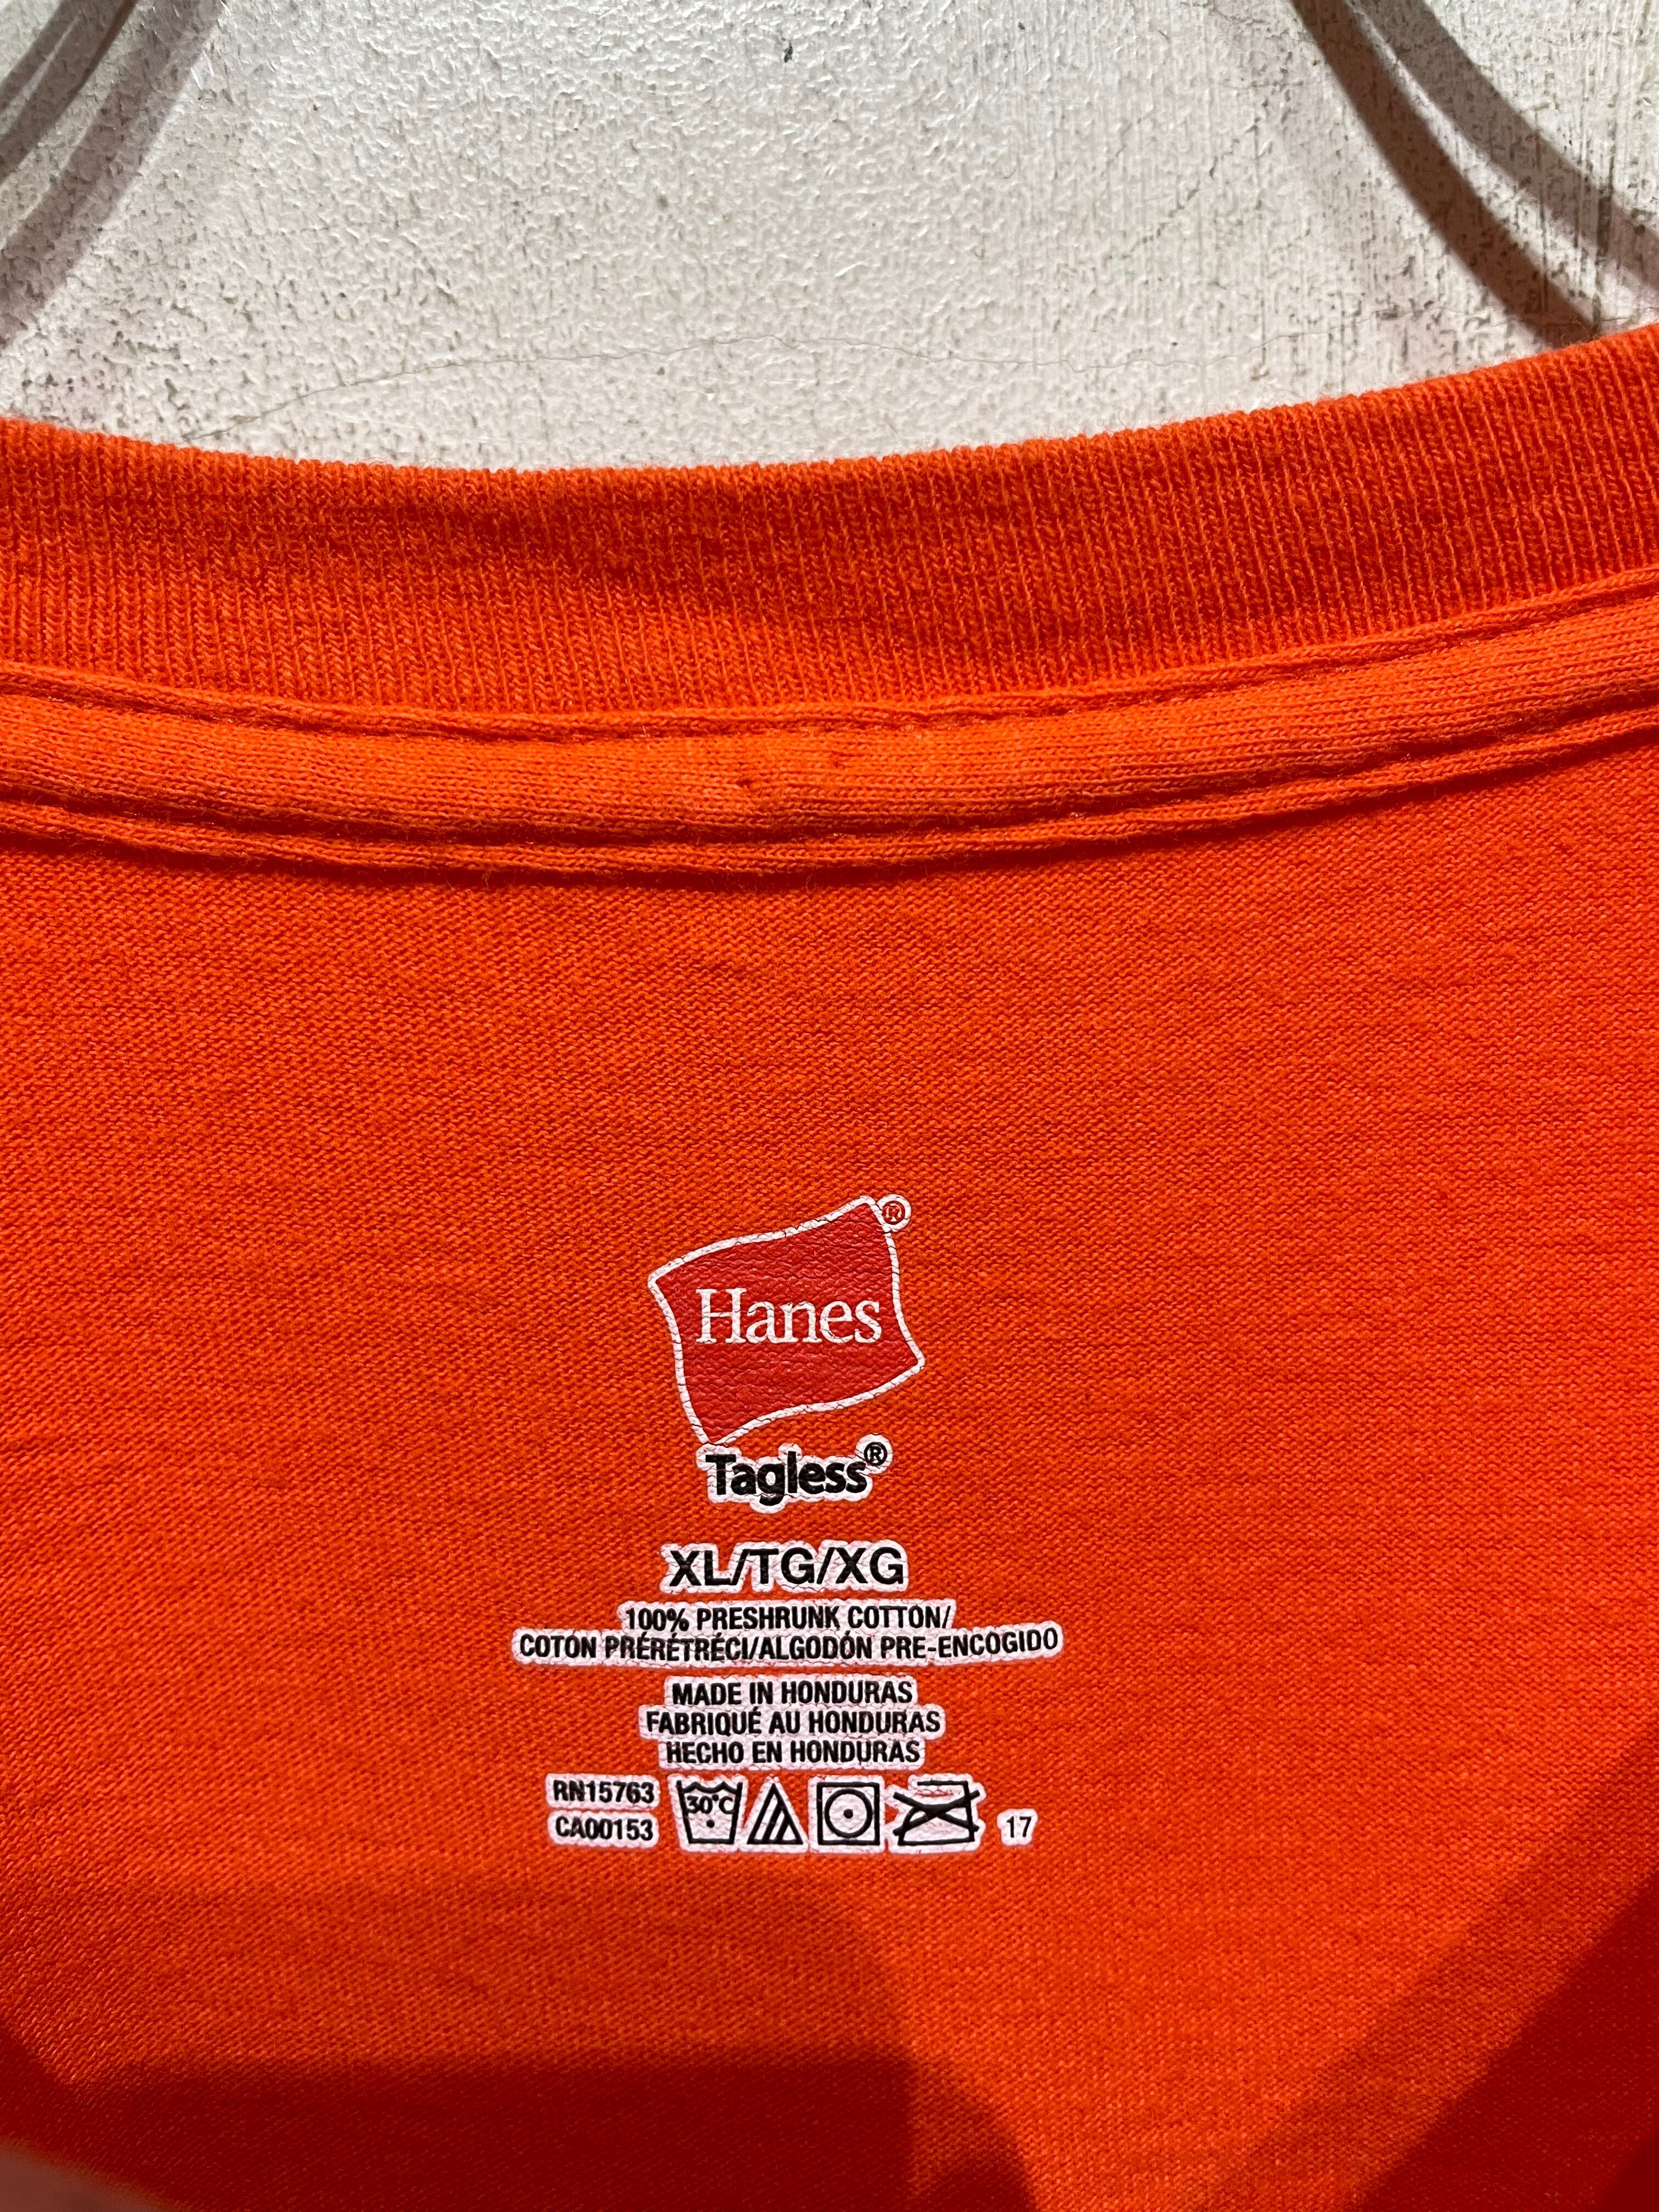 Hanes®
Tagless®
XL/TG/XG
100% PRESHRUNK COTTON/
COTON PRÉRÉTRÉCI/ALGODÓN PRE-ENCOGIDO
MADE IN HONDURAS
FABRIQUÉ AU HONDURAS
HECHO EN HONDURAS
RN15763
CA00153
30°C
17